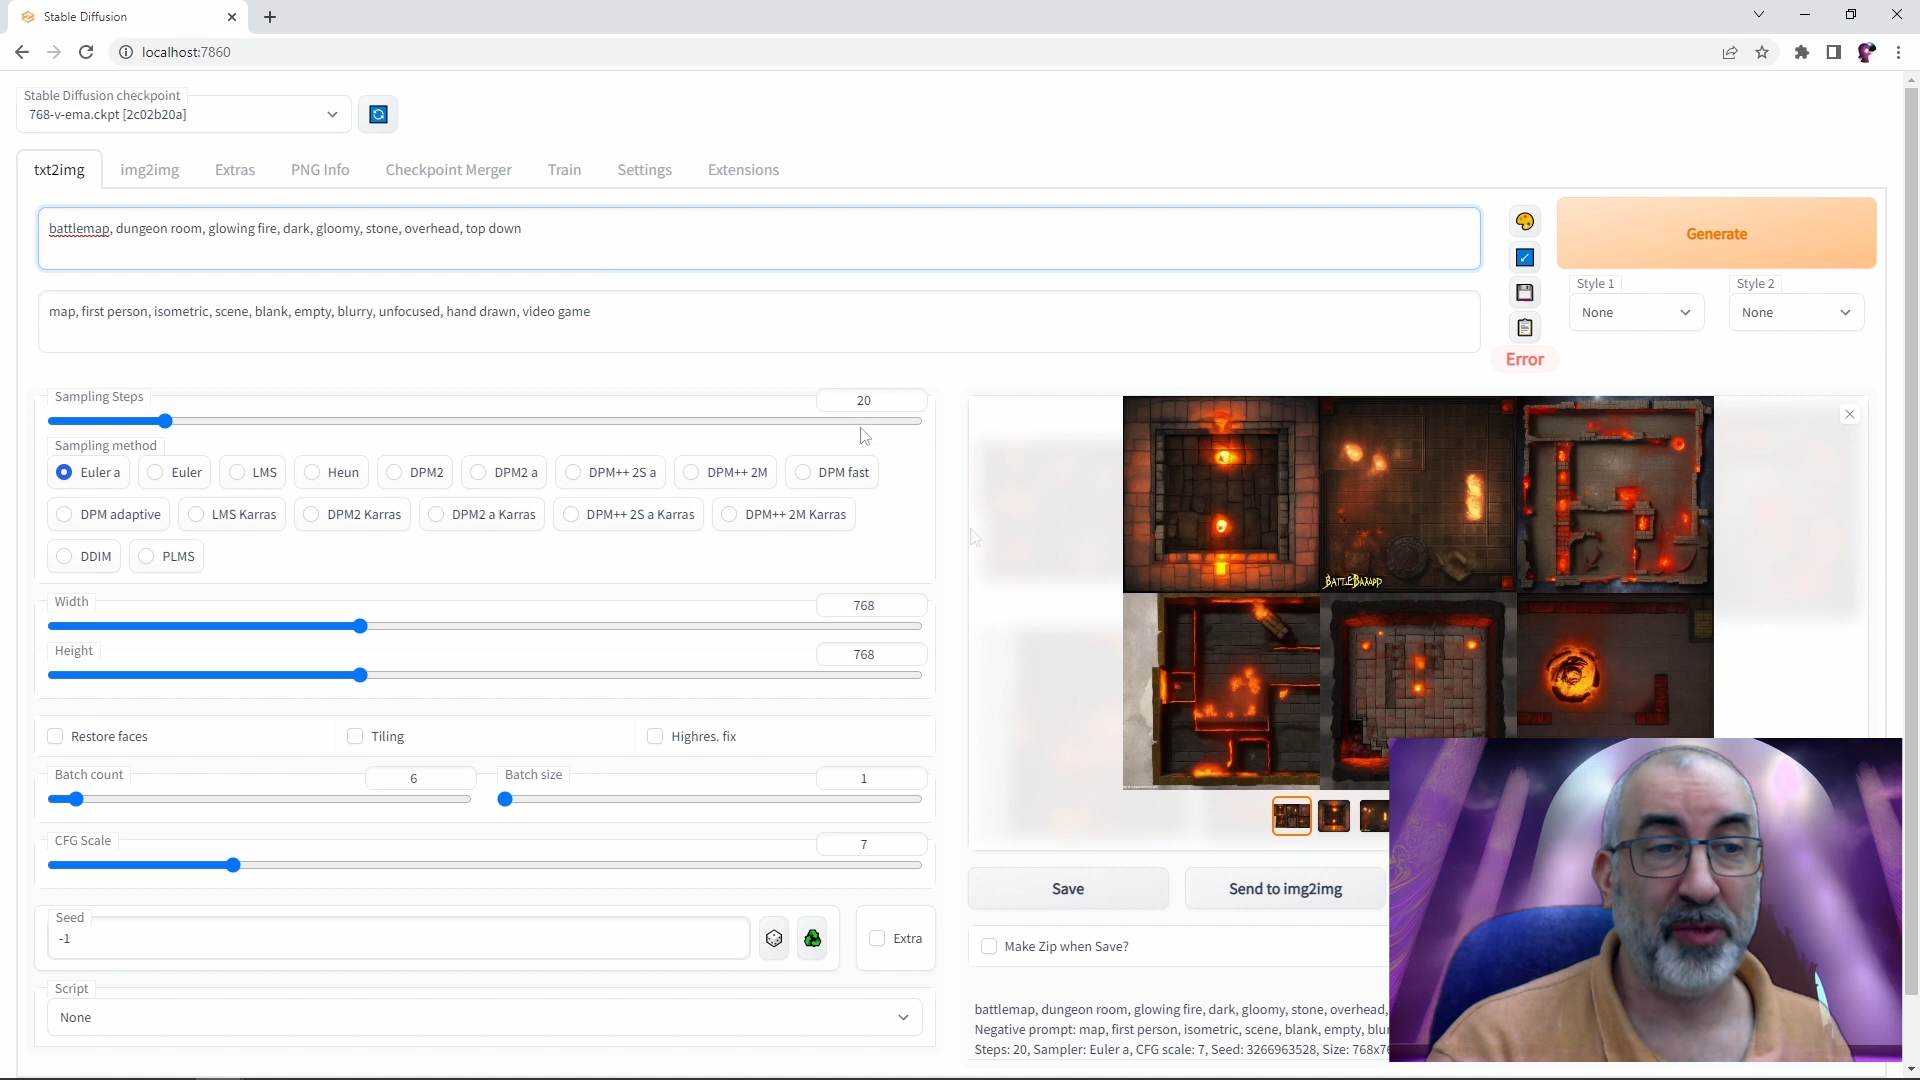 Stable Diffusion
localhost:7860
Stable Diffusion checkpoint
768-v-ema.ckpt [2c02b20a]
txt2img
img2img
Extras
PNG Info
Checkpoint Merger
Train
Settings
Extensions
battlemap, dungeon room, glowing fire, dark, gloomy, stone, overhead, top down
Generate
Style 1
Style 2
None
None
map, first person, isometric, scene, blank, empty, blurry, unfocused, hand drawn, video game
Error
Sampling Steps
20
Sampling method
Euler a
Euler
LMS
Heun
DPM2
DPM2 a
DPM++ 2S a
DPM++ 2M
DPM fast
DPM adaptive
LMS Karras
DPM2 Karras
DPM2 a Karras
DPM++ 2S a Karras
DPM++ 2M Karras
DDIM
PLMS
Width
768
Height
768
Restore faces
Tiling
Highres. fix
Batch count
6
Batch size
1
CFG Scale
7
Seed
-1
Extra
Script
None
Save
Send to img2img
Make Zip when Save?
battlemap, dungeon room, glowing fire, dark, gloomy, stone, overhead,
Negative prompt: map, first person, isometric, scene, blank, empty,
Steps: 20, Sampler: Euler a, CFG scale: 7, Seed: 3266963528, Size: